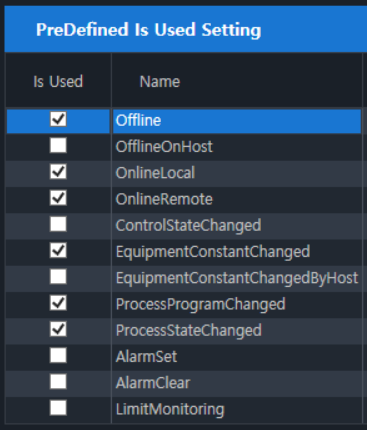 PreDefined Is Used Setting
Is Used Name
Offline
OfflineOnHost
OnlineLocal
OnlineRemote
ControlStateChanged
EquipmentConstantChanged
EquipmentConstantChangedByHost
ProcessProgramChanged
ProcessStateChanged
AlarmSet
AlarmClear
LimitMonitoring